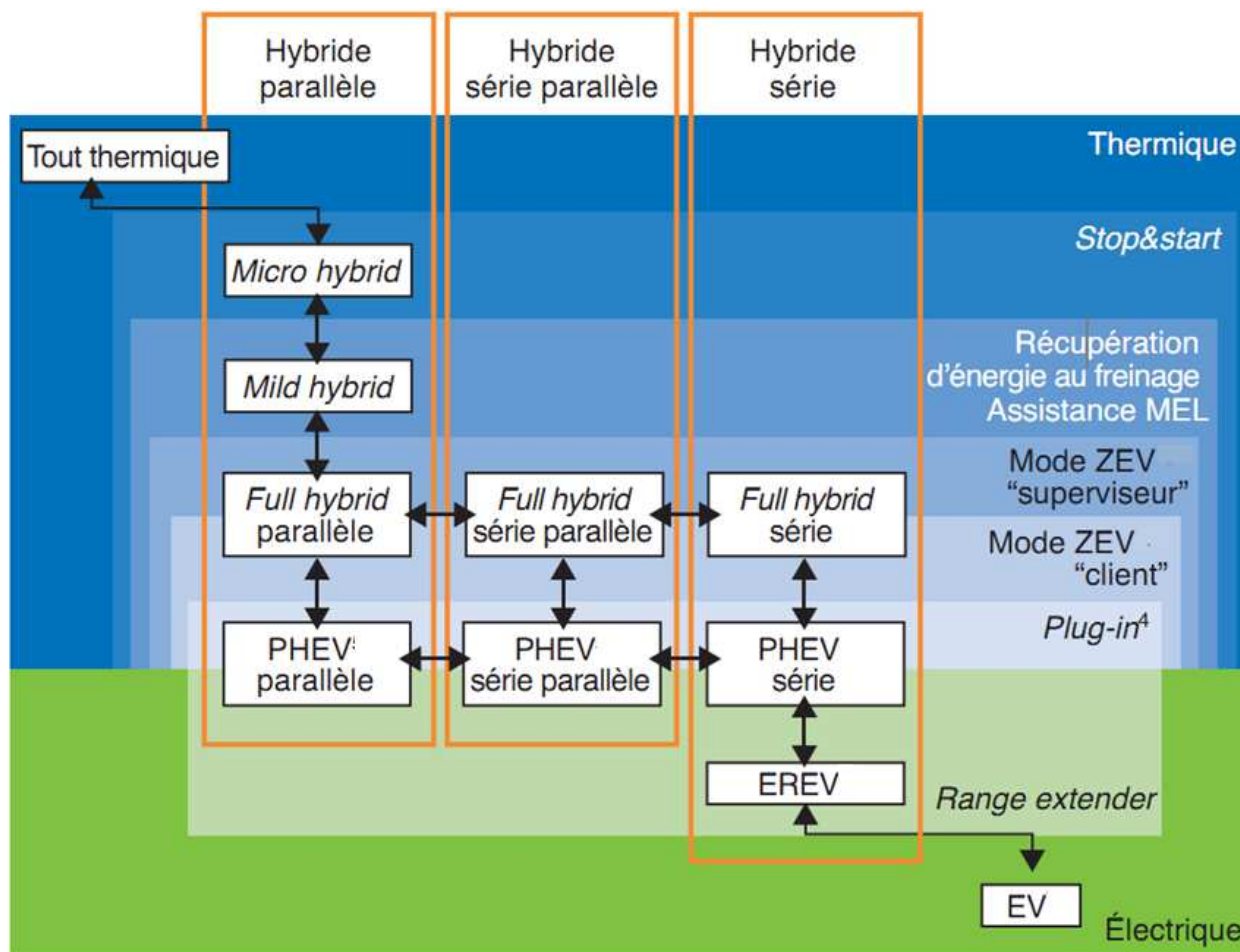 Hybride
parallèle
Hybride
série parallèle
Hybride
série
Tout thermique
Thermique
Stop&start
Micro hybrid
Récupération
d'énergie au freinage
Assistance MEL
Mild hybrid
Mode ZEV
"superviseur"
Full hybrid
parallèle
Full hybrid
série parallèle
Full hybrid
série
Mode ZEV
"client"
Plug-in⁴
PHEV
parallèle
PHEV
série parallèle
PHEV
série
EREV
Range extender
EV
Électrique